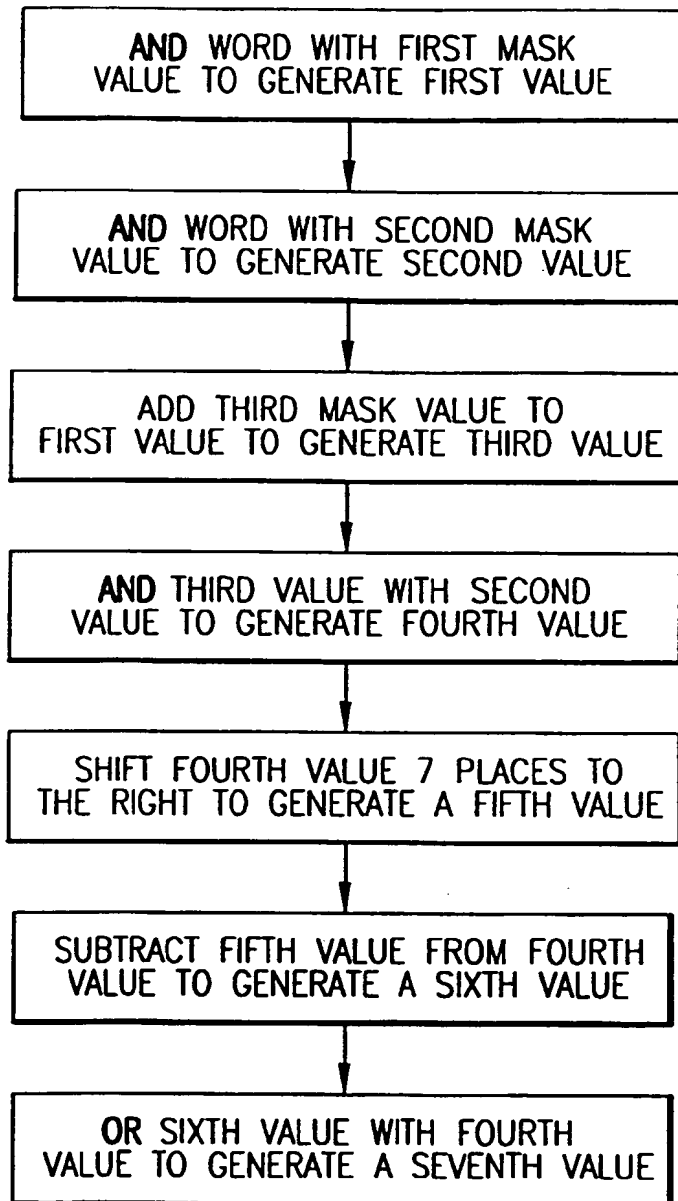 AND WORD WITH FIRST MASK
VALUE TO GENERATE FIRST VALUE
AND WORD WITH SECOND MASK
VALUE TO GENERATE SECOND VALUE
ADD THIRD MASK VALUE TO
FIRST VALUE TO GENERATE THIRD VALUE
AND THIRD VALUE WITH SECOND
VALUE TO GENERATE FOURTH VALUE
SHIFT FOURTH VALUE 7 PLACES TO
THE RIGHT TO GENERATE A FIFTH VALUE
SUBTRACT FIFTH VALUE FROM FOURTH
VALUE TO GENERATE A SIXTH VALUE
OR SIXTH VALUE WITH FOURTH
VALUE TO GENERATE A SEVENTH VALUE